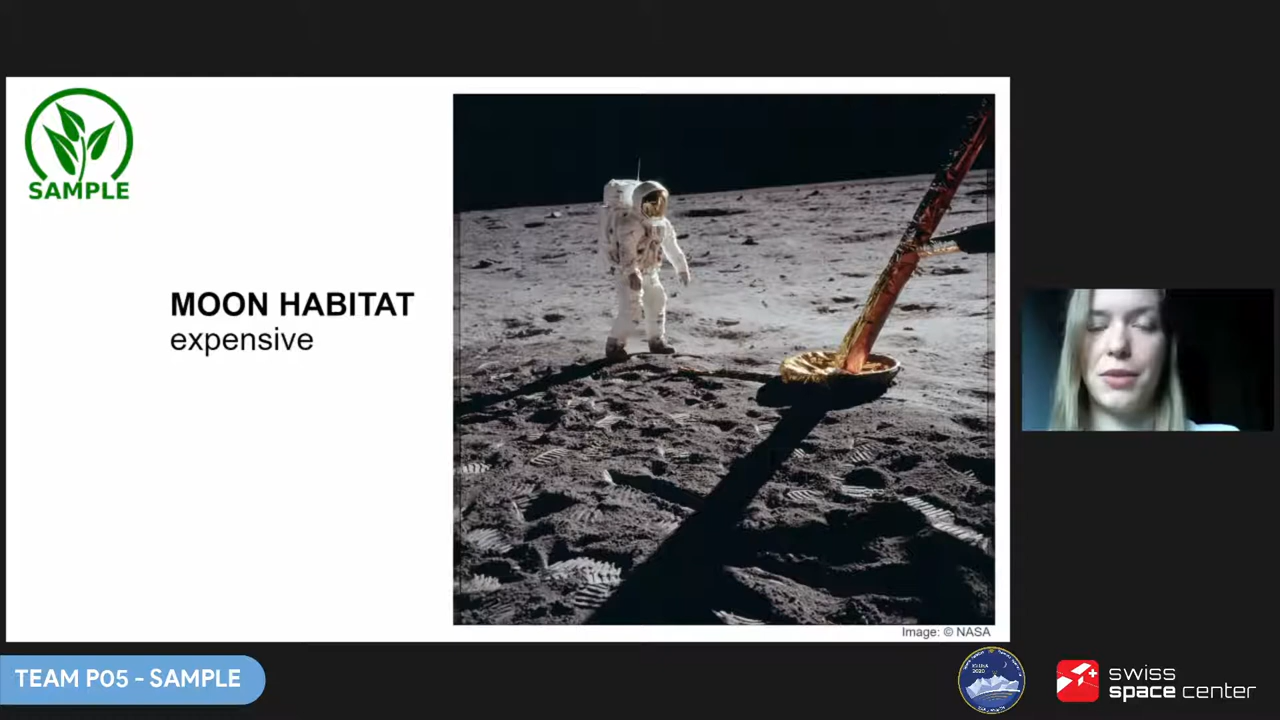 SAMPLE
MOON HABITAT
expensive
Image: © NASA
TEAM P05 - SAMPLE
swiss
space center